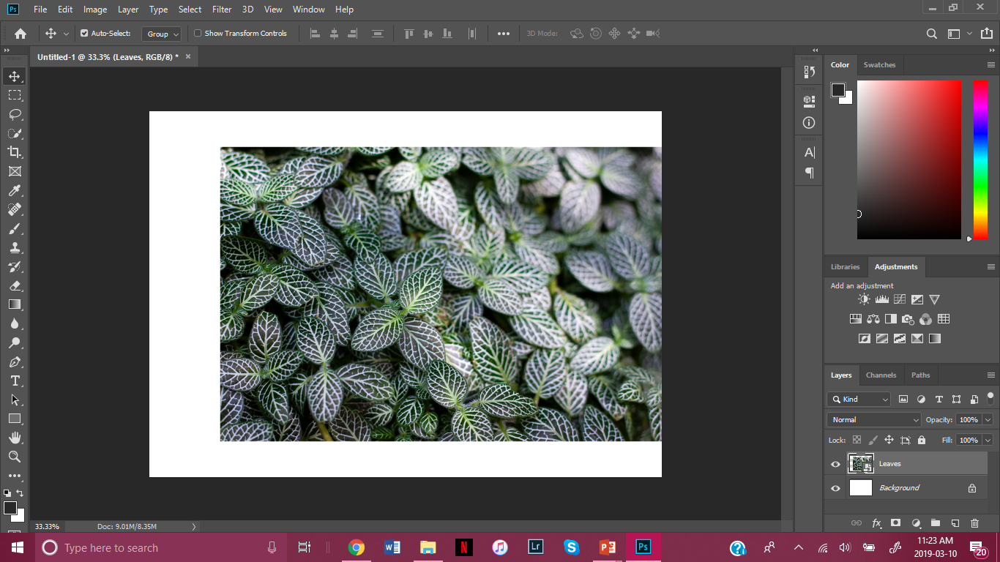 Ps File Edit Image Layer Type Select Filter 3D View Window Help
Auto-Select: Group Show Transform Controls 3D Mode:
Untitled-1 @ 33.3% (Leaves, RGB/8) * ×
Color Swatches
Libraries Adjustments
Add an adjustment
Layers Channels Paths
Kind
Normal Opacity: 100%
Lock: Fill: 100%
Leaves
Background
33.33% Doc: 9.01M/8.35M
Type here to search
Lr
Ps
11:23 AM
2019-03-10
20